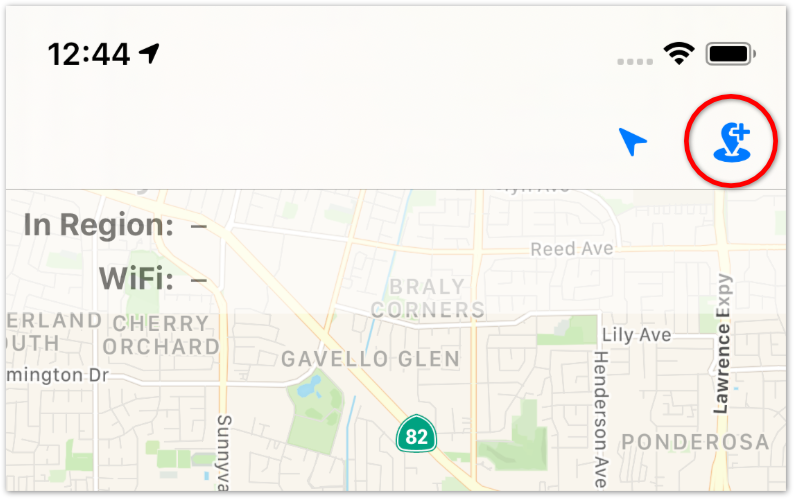 12:44
In Region: –
Reed Ave
WiFi: –
BRALY
CORNERS
ERLAND
OUTH
CHERRY
ORCHARD
Lily Ave
Lawrence Expy
GAVELLO GLEN
mington Dr
Henderson Ave
82
Sunnyva
PONDEROSA